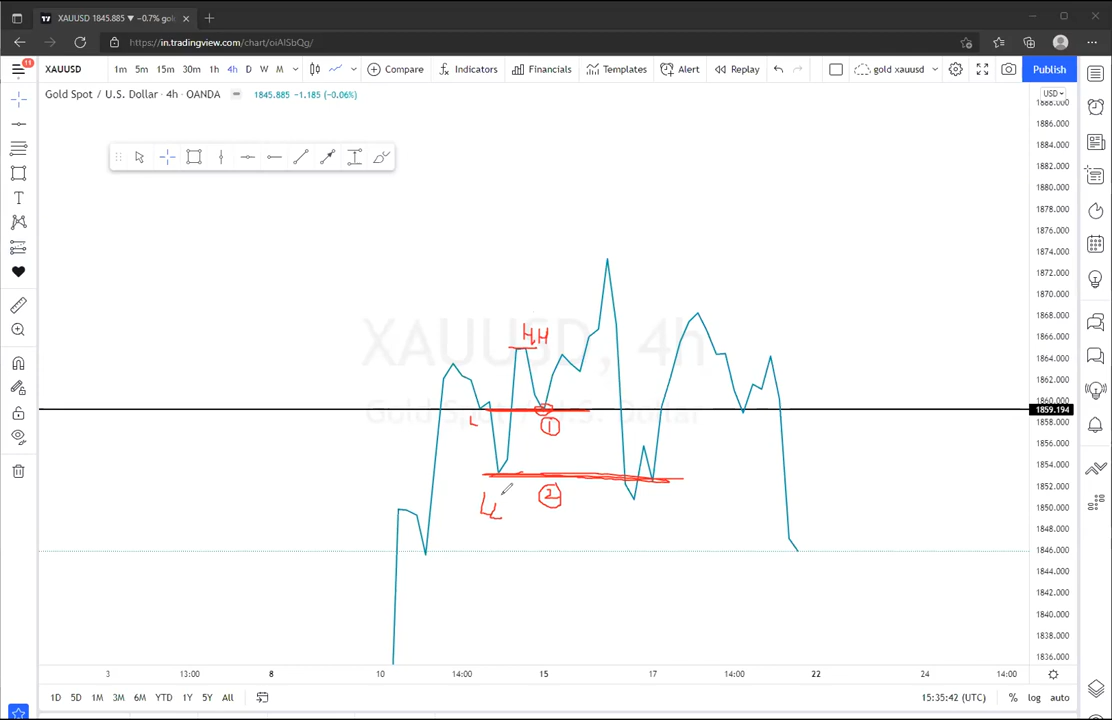 XAUUSD 1845.885 ▼ −0.7% gol
https://in.tradingview.com/chart/oiAlSbQg/
11
XAUUSD 1m 5m 15m 30m 1h 4h D W M Compare Indicators Financials Templates Alert Replay gold xauusd Publish
Gold Spot / U.S. Dollar · 4h · OANDA 1845.885 −1.185 (−0.06%)
USD
1888.000
1886.000
1884.000
1882.000
1880.000
1878.000
1876.000
1874.000
1872.000
1870.000
1868.000
1866.000
1864.000
1862.000
1860.000
1859.194
1858.000
1856.000
1854.000
1852.000
1850.000
1848.000
1846.000
1844.000
1842.000
1840.000
1838.000
1836.000
XAUUSD, 4h
Gold Spot / U.S. Dollar
HH
L
1
2
LL
3 13:00 8 10 14:00 15 17 14:00 22 24 14:00
1D 5D 1M 3M 6M YTD 1Y 5Y All 15:35:42 (UTC) % log auto